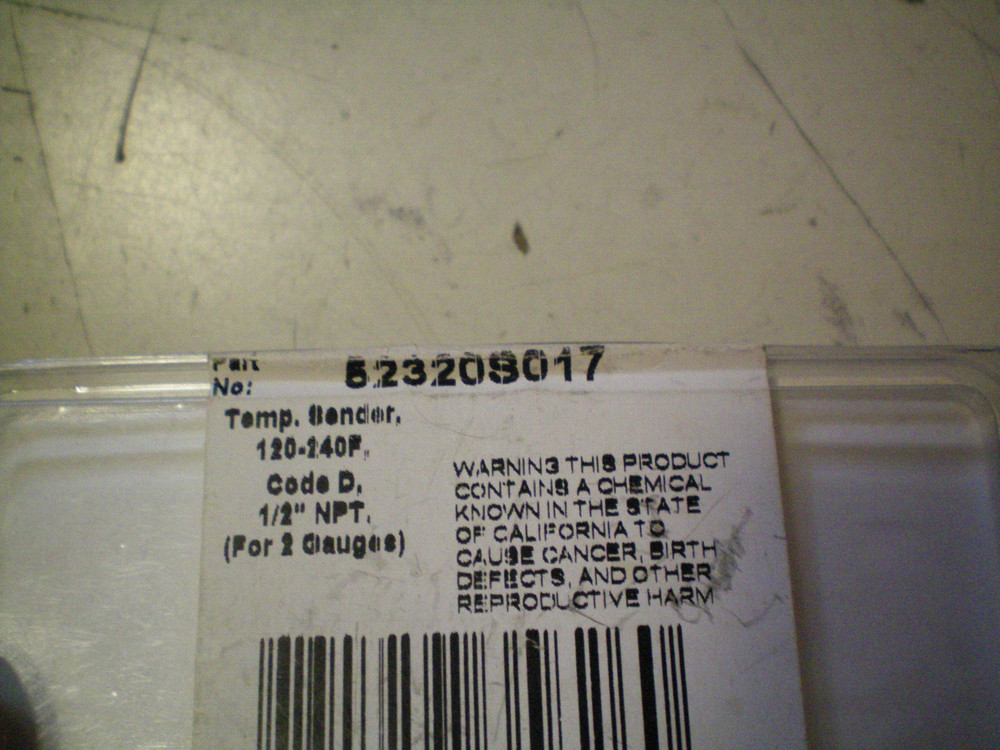 Part
No: 52320S017
Temp. Sender,
120-240F,
Code D,
1/2" NPT.
(For 2 Gauges)
WARNING THIS PRODUCT
CONTAINS A CHEMICAL
KNOWN IN THE STATE
OF CALIFORNIA TO
CAUSE CANCER, BIRTH
DEFECTS, AND OTHER
REPRODUCTIVE HARM